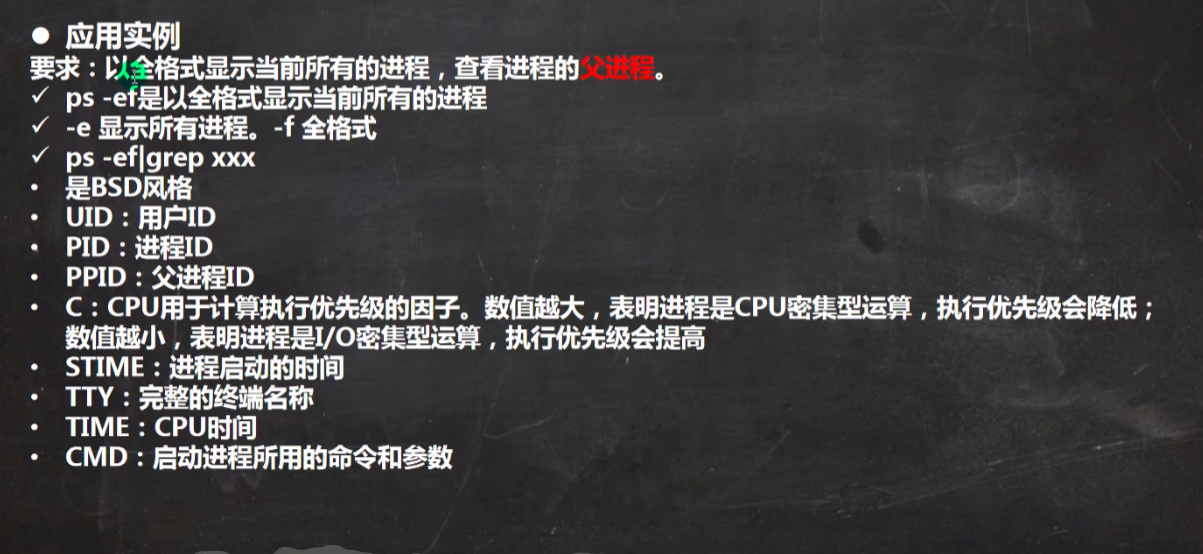 ● 应用实例
要求：以全格式显示当前所有的进程，查看进程的父进程。
✓ ps -ef是以全格式显示当前所有的进程
✓ -e 显示所有进程。-f 全格式
✓ ps -ef|grep xxx
• 是BSD风格
• UID：用户ID
• PID：进程ID
• PPID：父进程ID
• C：CPU用于计算执行优先级的因子。数值越大，表明进程是CPU密集型运算，执行优先级会降低；
数值越小，表明进程是I/O密集型运算，执行优先级会提高
• STIME：进程启动的时间
• TTY：完整的终端名称
• TIME：CPU时间
• CMD：启动进程所用的命令和参数